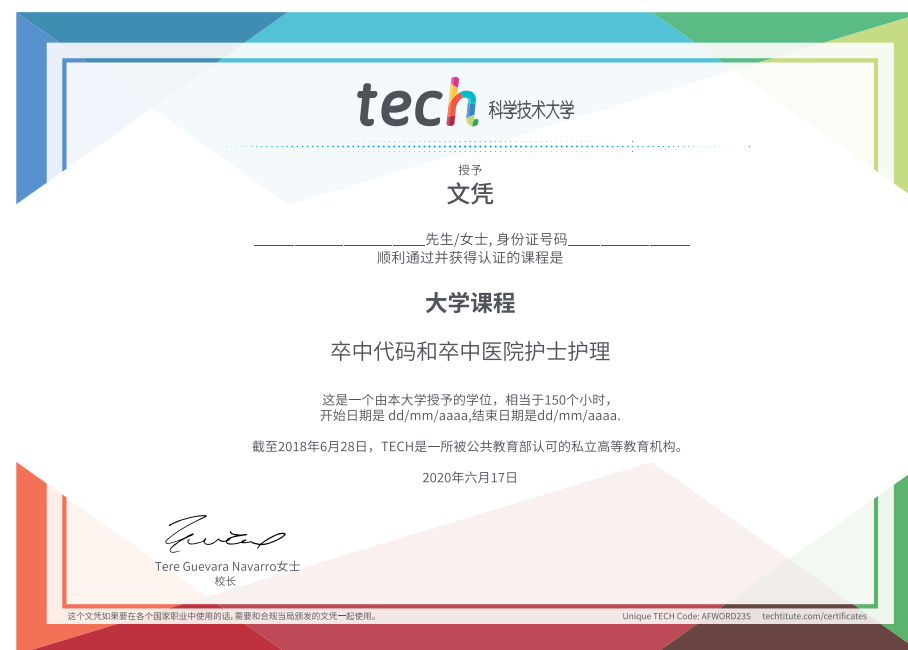 tech 科学技术大学
授予
文凭
先生/女士, 身份证号码
顺利通过并获得认证的课程是
大学课程
卒中代码和卒中医院护士护理
这是一个由本大学授予的学位，相当于150个小时，
开始日期是 dd/mm/aaaa,结束日期是dd/mm/aaaa.
截至2018年6月28日，TECH是一所被公共教育部认可的私立高等教育机构。
2020年六月17日
Tere Guevara Navarro女士
校长
这个文凭如果要在各个国家职业中使用的话,需要和合规当局颁发的文凭一起使用。
Unique TECH Code: AFWORD23S techtitute.com/certificates